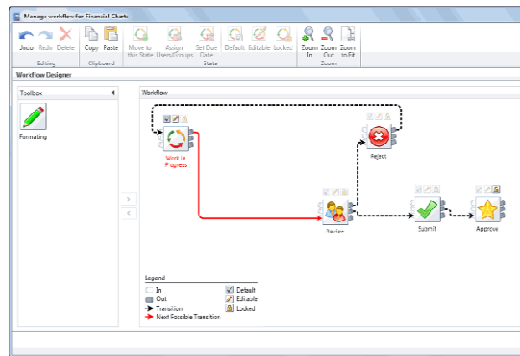 Manage workflow for Financial Charts
Undo Redo Delete
Copy Paste
Move to this State
Assign Users/Groups
Set Due Date
Default Editable Locked
Zoom In
Zoom Out
Zoom to Fit
Editing
Clipboard
State
Zoom
Workflow Designer
Toolbox
Workflow
Formatting
Work In Progress
Reject
Submit
Approve
Legend
In
Out
Transition
Next Possible Transition
Default
Editable
Locked